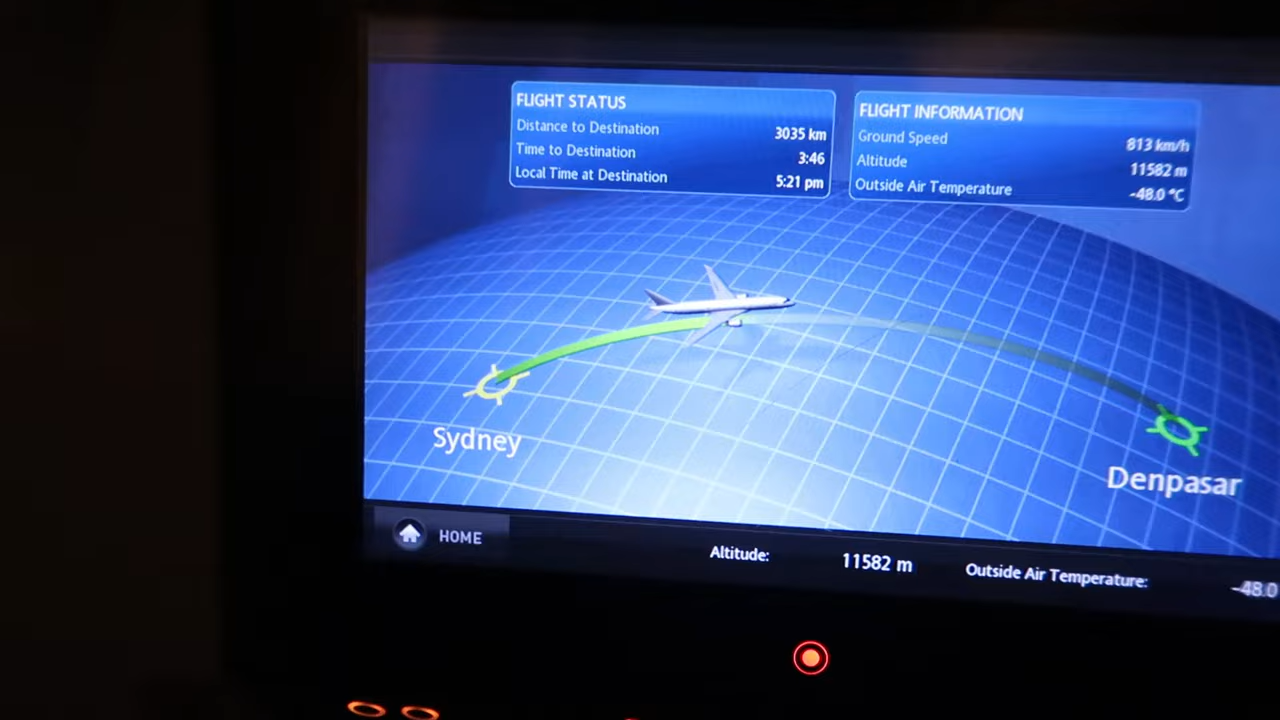 FLIGHT STATUS
Distance to Destination 3035 km
Time to Destination 3:46
Local Time at Destination 5:21 pm
FLIGHT INFORMATION
Ground Speed 813 km/h
Altitude 11582 m
Outside Air Temperature -48.0 °C
Sydney
Denpasar
HOME
Altitude: 11582 m Outside Air Temperature: -48.0